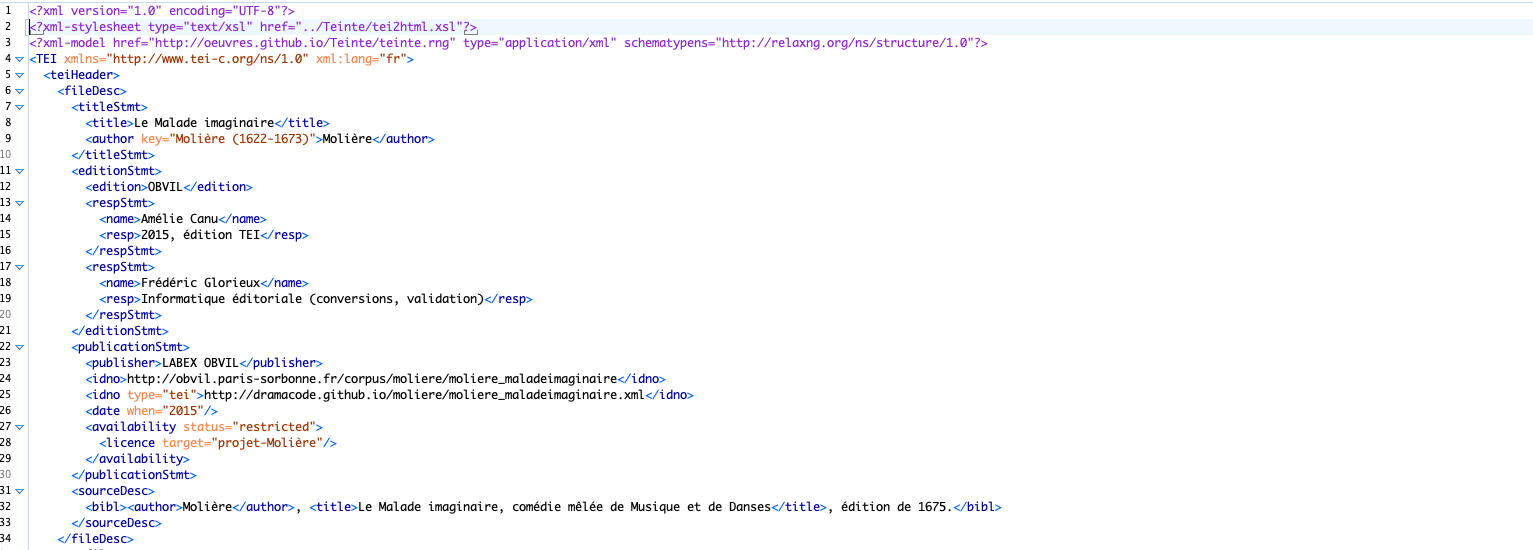 1 <?xml version="1.0" encoding="UTF-8"?>
2 <?xml-stylesheet type="text/xsl" href="../Teinte/tei2html.xsl"?>
3 <?xml-model href="http://oeuvres.github.io/Teinte/teinte.rng" type="application/xml" schematypens="http://relaxng.org/ns/structure/1.0"?>
4 <TEI xmlns="http://www.tei-c.org/ns/1.0" xml:lang="fr">
5 <teiHeader>
6 <fileDesc>
7 <titleStmt>
8 <title>Le Malade imaginaire</title>
9 <author key="Molière (1622-1673)">Molière</author>
10 </titleStmt>
11 <editionStmt>
12 <edition>OBVIL</edition>
13 <respStmt>
14 <name>Amélie Canu</name>
15 <resp>2015, édition TEI</resp>
16 </respStmt>
17 <respStmt>
18 <name>Frédéric Glorieux</name>
19 <resp>Informatique éditoriale (conversions, validation)</resp>
20 </respStmt>
21 </editionStmt>
22 <publicationStmt>
23 <publisher>LABEX OBVIL</publisher>
24 <idno>http://obvil.paris-sorbonne.fr/corpus/moliere/moliere_maladeimaginaire</idno>
25 <idno type="tei">http://dramacode.github.io/moliere/moliere_maladeimaginaire.xml</idno>
26 <date when="2015"/>
27 <availability status="restricted">
28 <licence target="projet-Molière"/>
29 </availability>
30 </publicationStmt>
31 <sourceDesc>
32 <bibl><author>Molière</author>, <title>Le Malade imaginaire, comédie mêlée de Musique et de Danses</title>, édition de 1675.</bibl>
33 </sourceDesc>
34 </fileDesc>